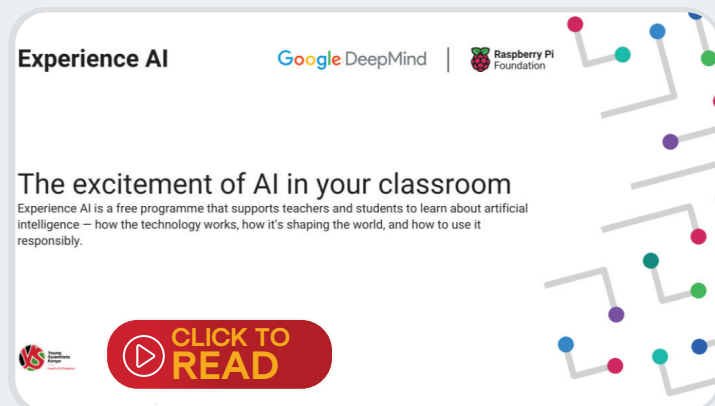 Experience AI
Google DeepMind
Raspberry Pi
Foundation
The excitement of AI in your classroom
Experience AI is a free programme that supports teachers and students to learn about artificial
intelligence — how the technology works, how it's shaping the world, and how to use it
responsibly.
Young
Scientists
Kenya
CLICK TO
READ